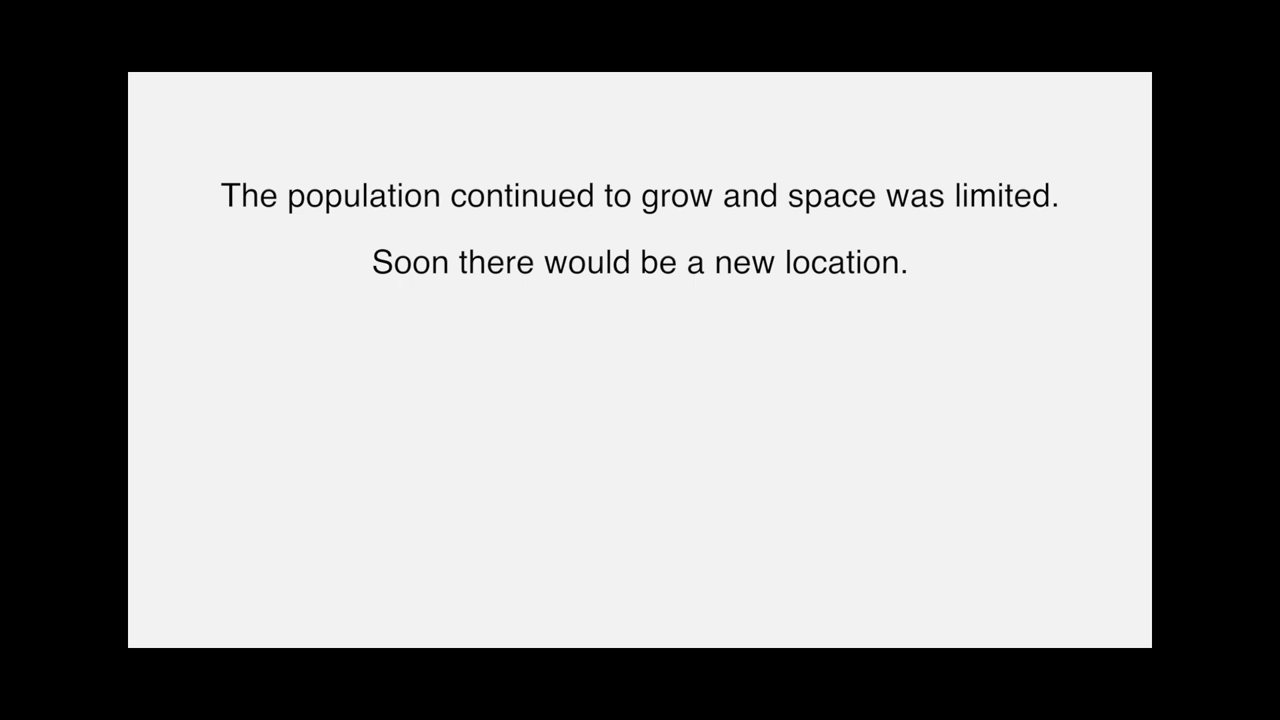 The population continued to grow and space was limited.
Soon there would be a new location.